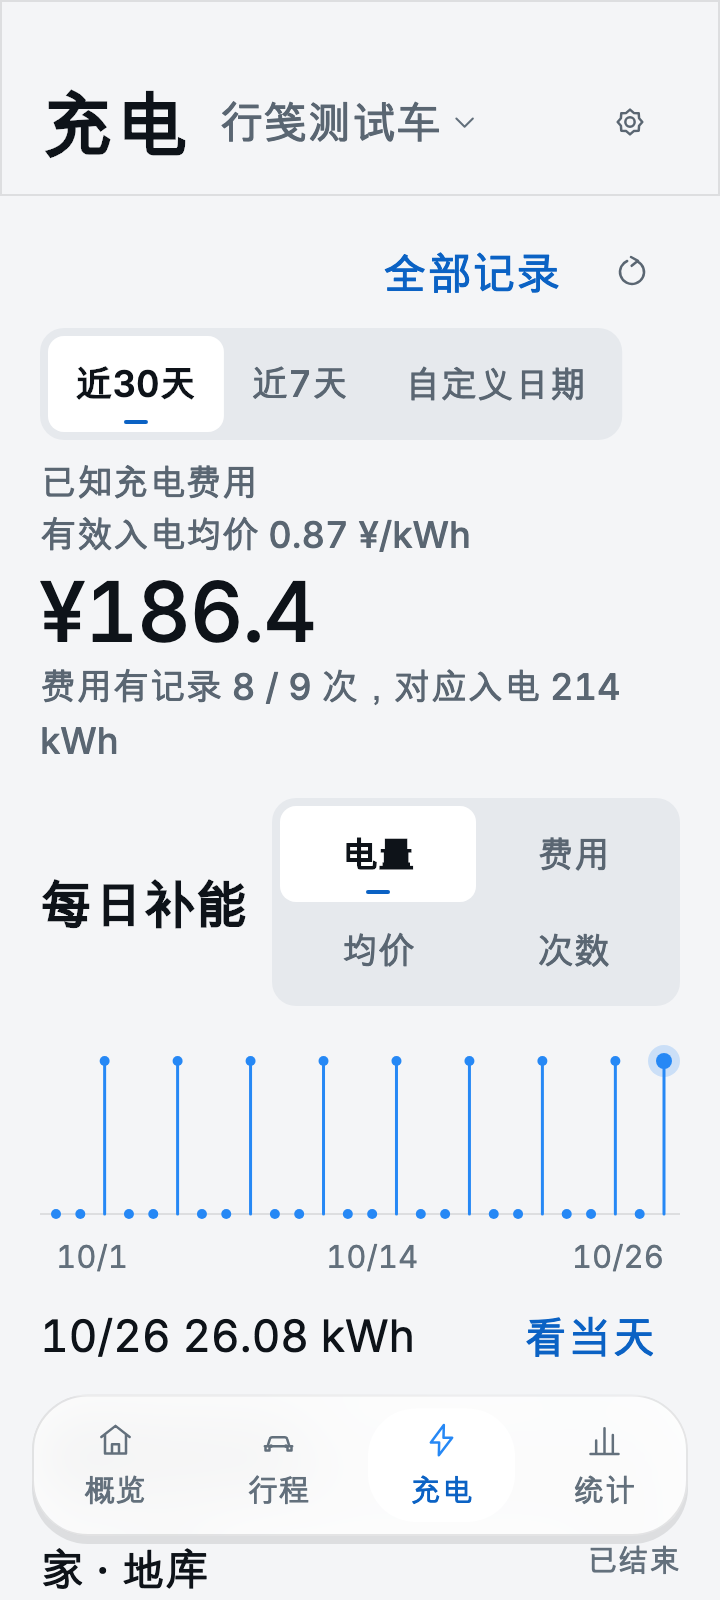 充电 行笺测试车
全部记录
近30天 近7天 自定义日期
已知充电费用
有效入电均价 0.87 ¥/kWh
¥186.4
费用有记录 8 / 9 次，对应入电 214
kWh
每日补能
电量 费用
均价 次数
10/1 10/14 10/26
10/26 26.08 kWh 看当天
概览 行程 充电 统计
家 · 地库 已结束